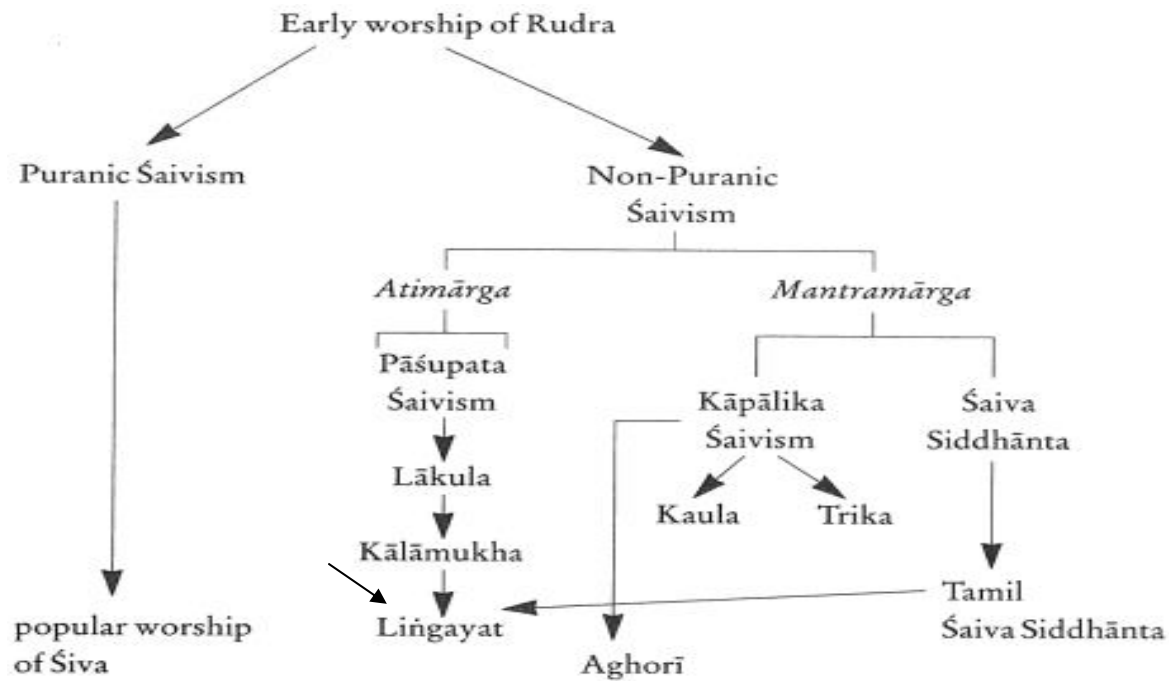 Early worship of Rudra
Puranic Śaivism
Non-Puranic
Śaivism
Atimārga
Mantramārga
Pāśupata
Śaivism
Kāpālika
Śaivism
Śaiva
Siddhānta
Lākula
Kaula
Trika
Kālāmukha
popular worship
of Śiva
Liṅgayat
Aghorī
Tamil
Śaiva Siddhānta